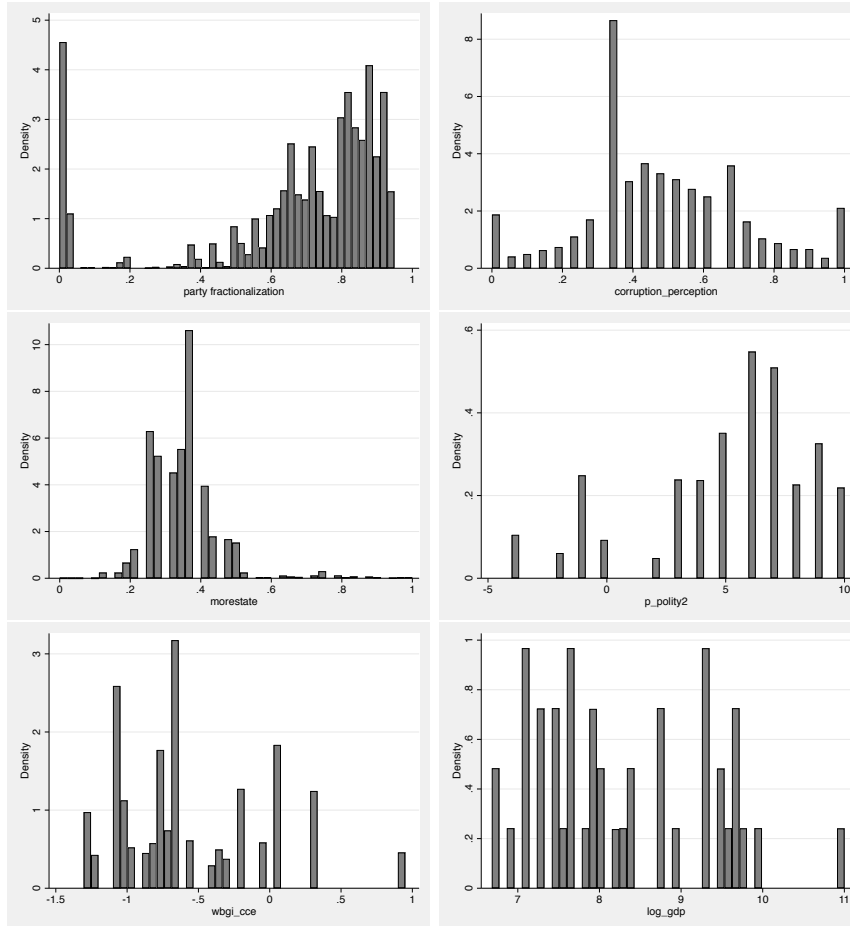 5
4
3
2
1
0
Density
0 .2 .4 .6 .8 1
party fractionalization
8
6
4
2
0
Density
0 .2 .4 .6 .8 1
corruption_perception
10
8
6
4
2
0
Density
0 .2 .4 .6 .8 1
morestate
.6
.4
.2
0
Density
-5 0 5 10
p_polity2
3
2
1
0
Density
-1.5 -1 -.5 0 .5 1
wbgi_cce
1
.8
.6
.4
.2
0
Density
7 8 9 10 11
log_gdp